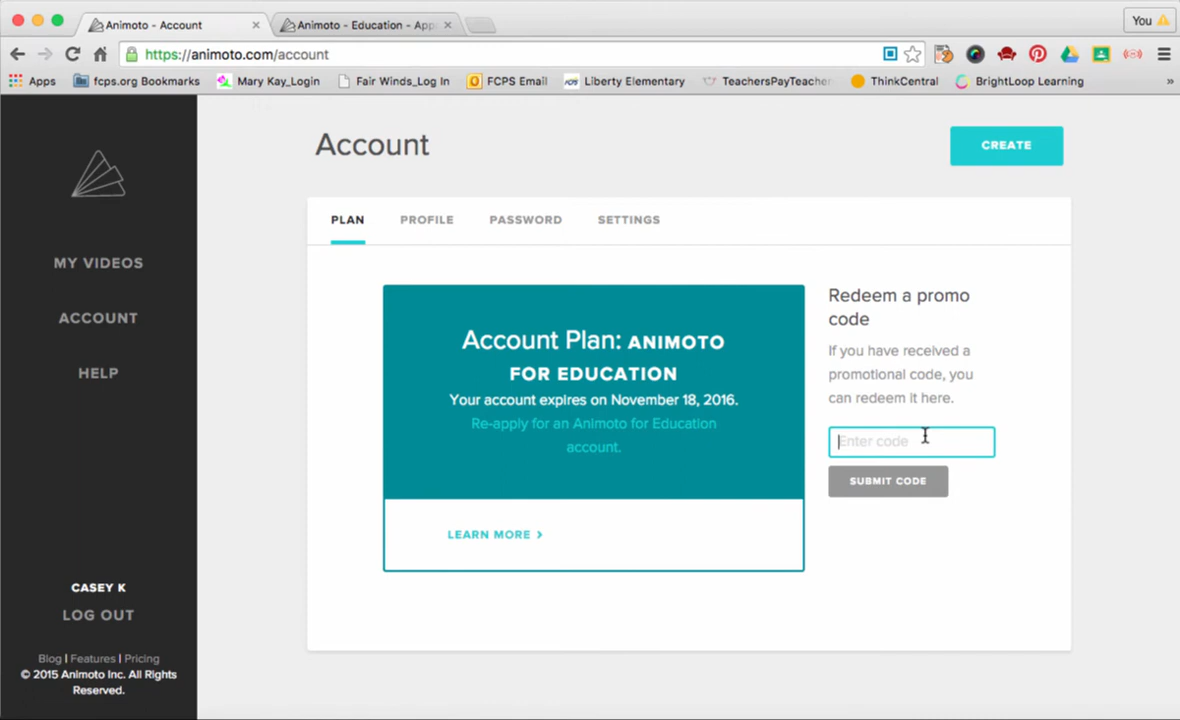 Animoto - Account
Animoto - Education - App
You
https://animoto.com/account
Apps
fcps.org Bookmarks
Mary Kay_Login
Fair Winds_Log In
FCPS Email
Liberty Elementary
TeachersPayTeacher
ThinkCentral
BrightLoop Learning
»
Account
CREATE
MY VIDEOS
ACCOUNT
HELP
PLAN
PROFILE
PASSWORD
SETTINGS
Account Plan: ANIMOTO
FOR EDUCATION
Your account expires on November 18, 2016.
Re-apply for an Animoto for Education
account.
LEARN MORE >
Redeem a promo
code
If you have received a
promotional code, you
can redeem it here.
Enter code
SUBMIT CODE
CASEY K
LOG OUT
Blog | Features | Pricing
© 2015 Animoto Inc. All Rights
Reserved.